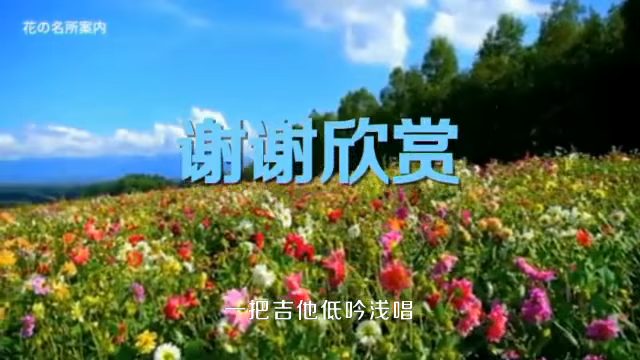 花の名所案内
谢谢欣赏
一把吉他低吟浅唱